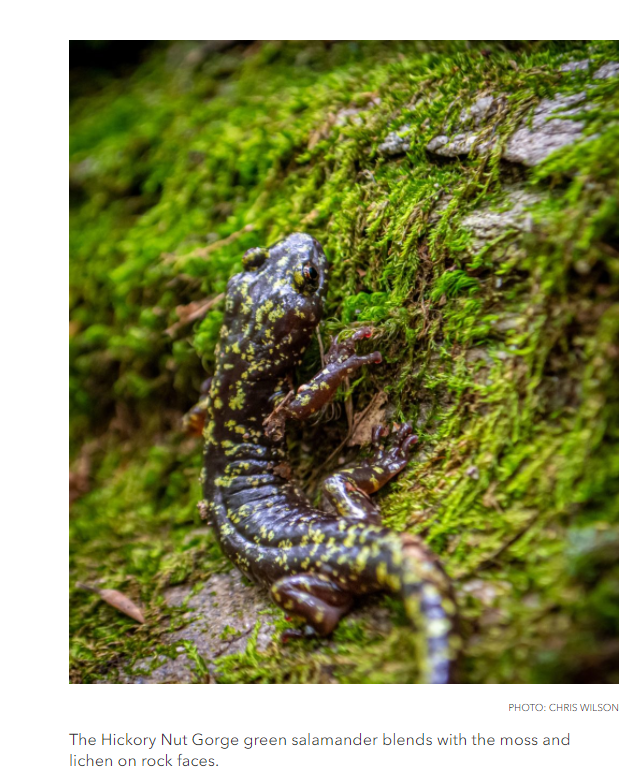 PHOTO: CHRIS WILSON
The Hickory Nut Gorge green salamander blends with the moss and
lichen on rock faces.